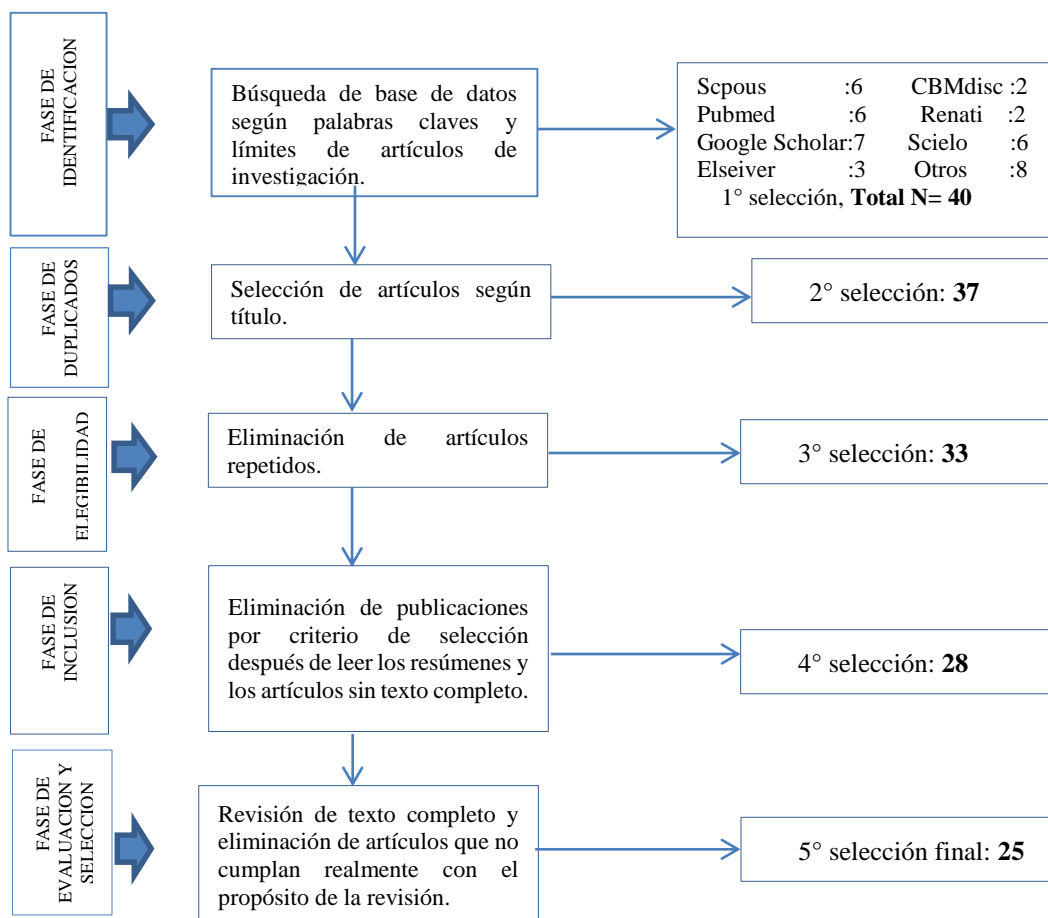 FASE DE
IDENTIFICACION
Búsqueda de base de datos
según palabras claves y
límites de artículos de
investigación.
Scpous :6 CBMdisc :2
Pubmed :6 Renati :2
Google Scholar:7 Scielo :6
Elseiver :3 Otros :8
1° selección, Total N= 40
FASE DE
DUPLICADOS
Selección de artículos según
título.
2° selección: 37
FASE DE
ELEGIBILIDAD
Eliminación de artículos
repetidos.
3° selección: 33
FASE DE
INCLUSION
Eliminación de publicaciones
por criterio de selección
después de leer los resúmenes y
los artículos sin texto completo.
4° selección: 28
FASE DE
EVALUACION Y
SELECCION
Revisión de texto completo y
eliminación de artículos que no
cumplan realmente con el
propósito de la revisión.
5° selección final: 25